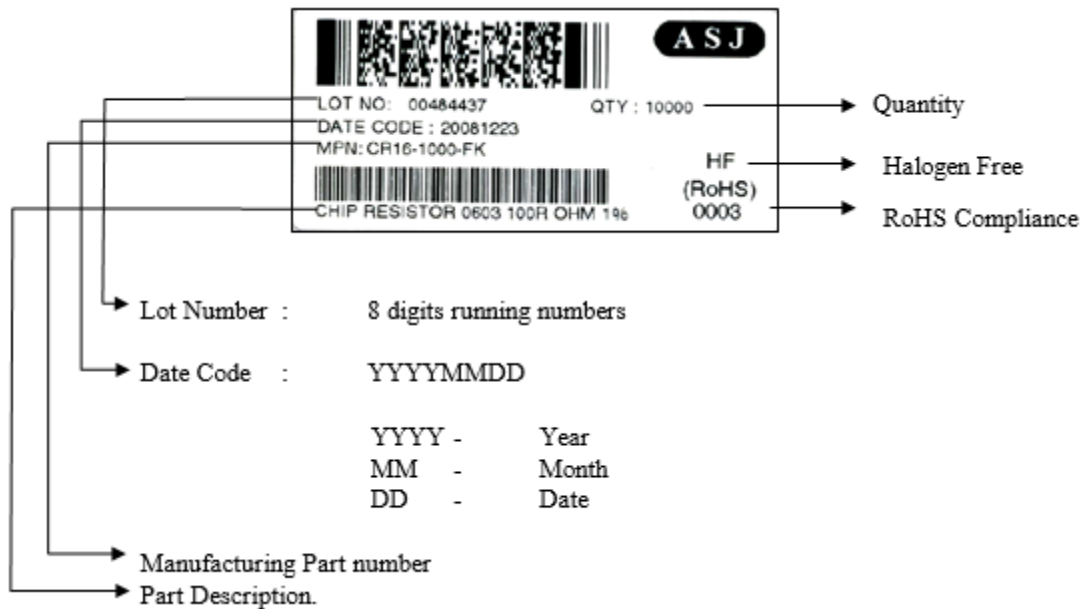 A S J
LOT NO: 00484437 QTY : 10000 Quantity
DATE CODE : 20081223
MPN: CR16-1000-FK
HF Halogen Free
(RoHS)
CHIP RESISTOR 0603 100R OHM 1% 0003 RoHS Compliance
Lot Number : 8 digits running numbers
Date Code : YYYYMMDD
YYYY - Year
MM - Month
DD - Date
Manufacturing Part number
Part Description.